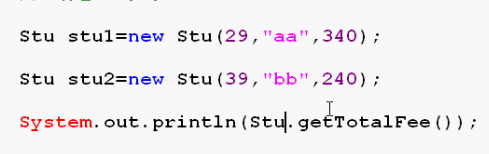 Stu stu1=new Stu(29,"aa",340);
Stu stu2=new Stu(39,"bb",240);
System.out.println(Stu.getTotalFee());